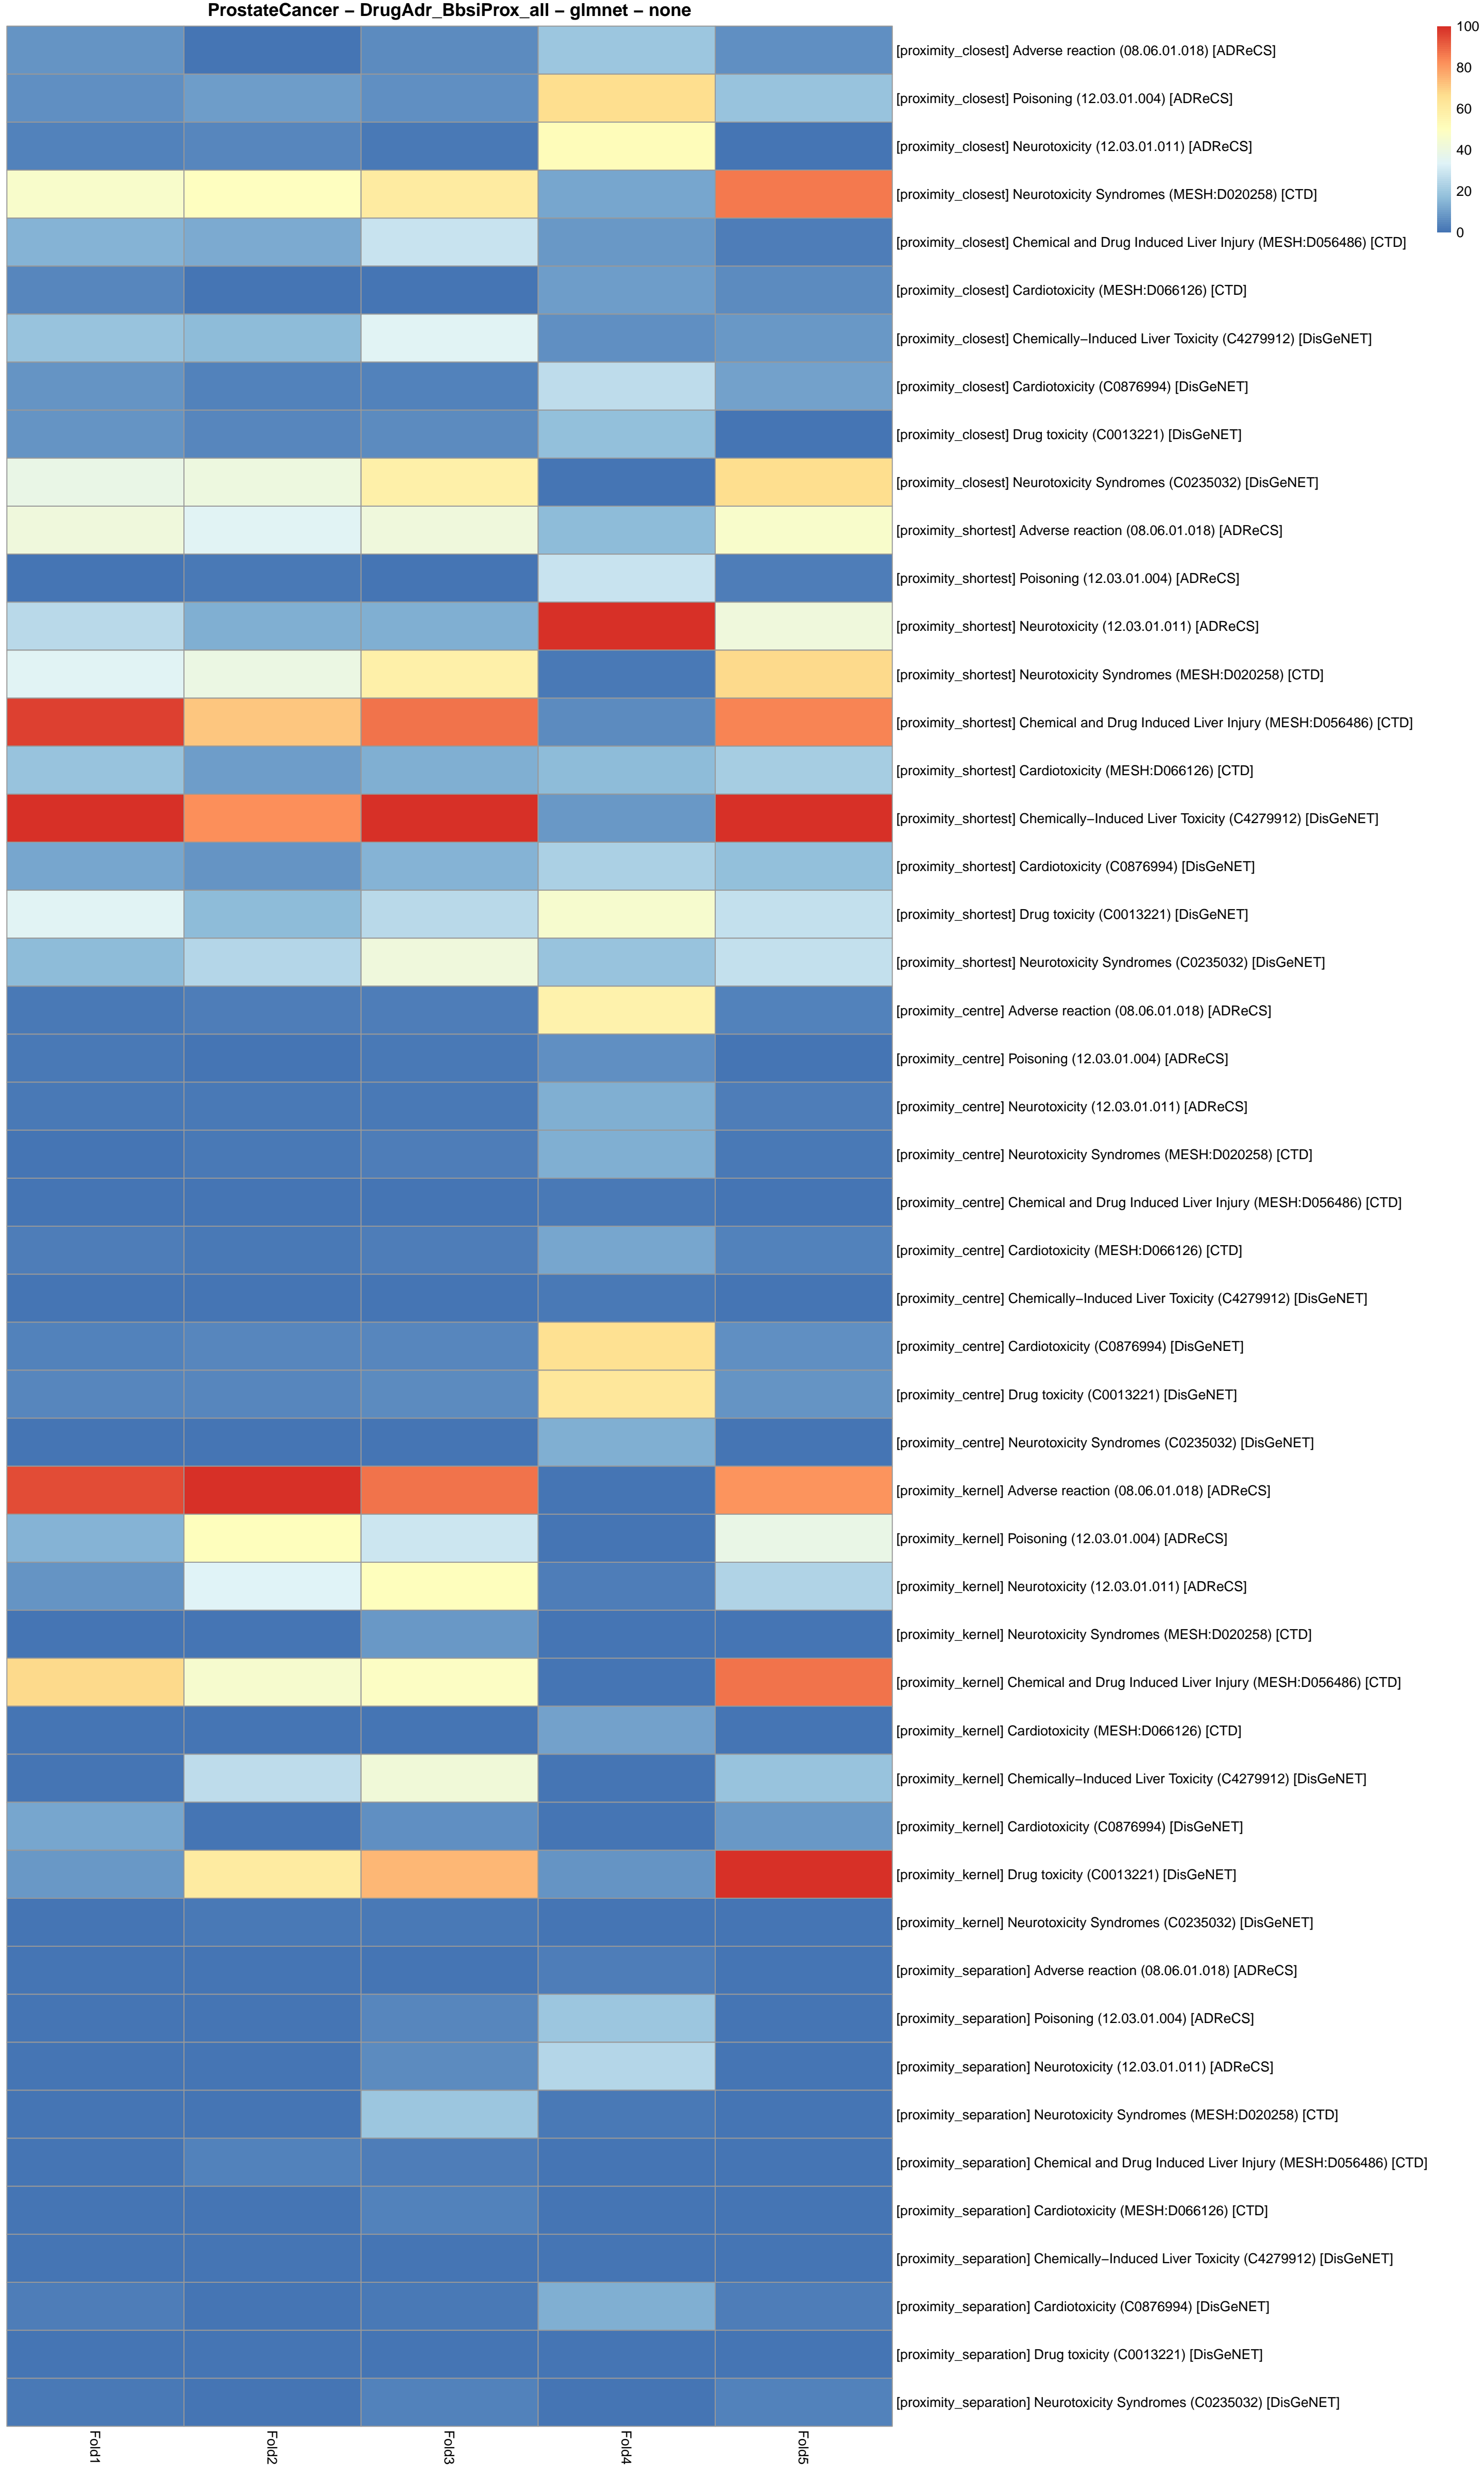 ProstateCancer – DrugAdr_BbsiProx_all – glmnet – none
100
80
60
40
20
0
[proximity_closest] Adverse reaction (08.06.01.018) [ADReCS]
[proximity_closest] Poisoning (12.03.01.004) [ADReCS]
[proximity_closest] Neurotoxicity (12.03.01.011) [ADReCS]
[proximity_closest] Neurotoxicity Syndromes (MESH:D020258) [CTD]
[proximity_closest] Chemical and Drug Induced Liver Injury (MESH:D056486) [CTD]
[proximity_closest] Cardiotoxicity (MESH:D066126) [CTD]
[proximity_closest] Chemically−Induced Liver Toxicity (C4279912) [DisGeNET]
[proximity_closest] Cardiotoxicity (C0876994) [DisGeNET]
[proximity_closest] Drug toxicity (C0013221) [DisGeNET]
[proximity_closest] Neurotoxicity Syndromes (C0235032) [DisGeNET]
[proximity_shortest] Adverse reaction (08.06.01.018) [ADReCS]
[proximity_shortest] Poisoning (12.03.01.004) [ADReCS]
[proximity_shortest] Neurotoxicity (12.03.01.011) [ADReCS]
[proximity_shortest] Neurotoxicity Syndromes (MESH:D020258) [CTD]
[proximity_shortest] Chemical and Drug Induced Liver Injury (MESH:D056486) [CTD]
[proximity_shortest] Cardiotoxicity (MESH:D066126) [CTD]
[proximity_shortest] Chemically−Induced Liver Toxicity (C4279912) [DisGeNET]
[proximity_shortest] Cardiotoxicity (C0876994) [DisGeNET]
[proximity_shortest] Drug toxicity (C0013221) [DisGeNET]
[proximity_shortest] Neurotoxicity Syndromes (C0235032) [DisGeNET]
[proximity_centre] Adverse reaction (08.06.01.018) [ADReCS]
[proximity_centre] Poisoning (12.03.01.004) [ADReCS]
[proximity_centre] Neurotoxicity (12.03.01.011) [ADReCS]
[proximity_centre] Neurotoxicity Syndromes (MESH:D020258) [CTD]
[proximity_centre] Chemical and Drug Induced Liver Injury (MESH:D056486) [CTD]
[proximity_centre] Cardiotoxicity (MESH:D066126) [CTD]
[proximity_centre] Chemically−Induced Liver Toxicity (C4279912) [DisGeNET]
[proximity_centre] Cardiotoxicity (C0876994) [DisGeNET]
[proximity_centre] Drug toxicity (C0013221) [DisGeNET]
[proximity_centre] Neurotoxicity Syndromes (C0235032) [DisGeNET]
[proximity_kernel] Adverse reaction (08.06.01.018) [ADReCS]
[proximity_kernel] Poisoning (12.03.01.004) [ADReCS]
[proximity_kernel] Neurotoxicity (12.03.01.011) [ADReCS]
[proximity_kernel] Neurotoxicity Syndromes (MESH:D020258) [CTD]
[proximity_kernel] Chemical and Drug Induced Liver Injury (MESH:D056486) [CTD]
[proximity_kernel] Cardiotoxicity (MESH:D066126) [CTD]
[proximity_kernel] Chemically−Induced Liver Toxicity (C4279912) [DisGeNET]
[proximity_kernel] Cardiotoxicity (C0876994) [DisGeNET]
[proximity_kernel] Drug toxicity (C0013221) [DisGeNET]
[proximity_kernel] Neurotoxicity Syndromes (C0235032) [DisGeNET]
[proximity_separation] Adverse reaction (08.06.01.018) [ADReCS]
[proximity_separation] Poisoning (12.03.01.004) [ADReCS]
[proximity_separation] Neurotoxicity (12.03.01.011) [ADReCS]
[proximity_separation] Neurotoxicity Syndromes (MESH:D020258) [CTD]
[proximity_separation] Chemical and Drug Induced Liver Injury (MESH:D056486) [CTD]
[proximity_separation] Cardiotoxicity (MESH:D066126) [CTD]
[proximity_separation] Chemically−Induced Liver Toxicity (C4279912) [DisGeNET]
[proximity_separation] Cardiotoxicity (C0876994) [DisGeNET]
[proximity_separation] Drug toxicity (C0013221) [DisGeNET]
[proximity_separation] Neurotoxicity Syndromes (C0235032) [DisGeNET]
Fold1
Fold2
Fold3
Fold4
Fold5